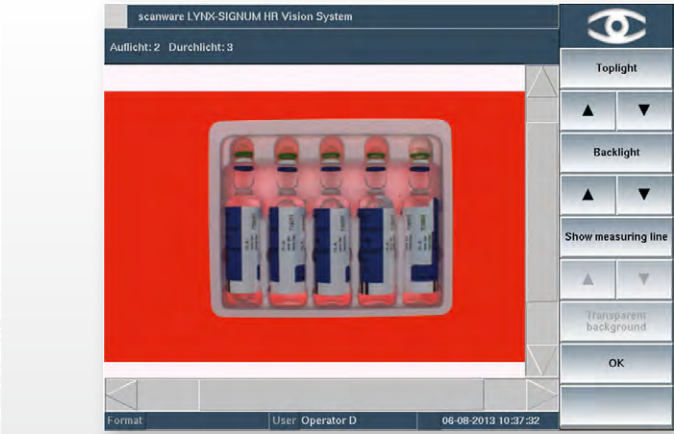 scanware LYNX-SIGNUM HR Vision System
Auflicht: 2 Durchlicht: 3
Toplight
Backlight
Show measuring line
Transparent
background
OK
Format
User Operator D
06-08-2013 10:37:32